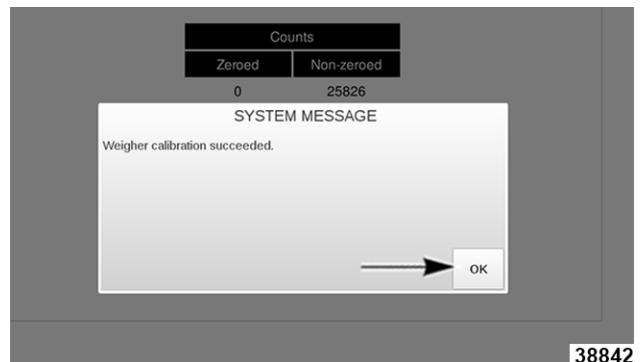 Counts
Zeroed Non-zeroed
0 25826
SYSTEM MESSAGE
Weigher calibration succeeded.
OK
38842